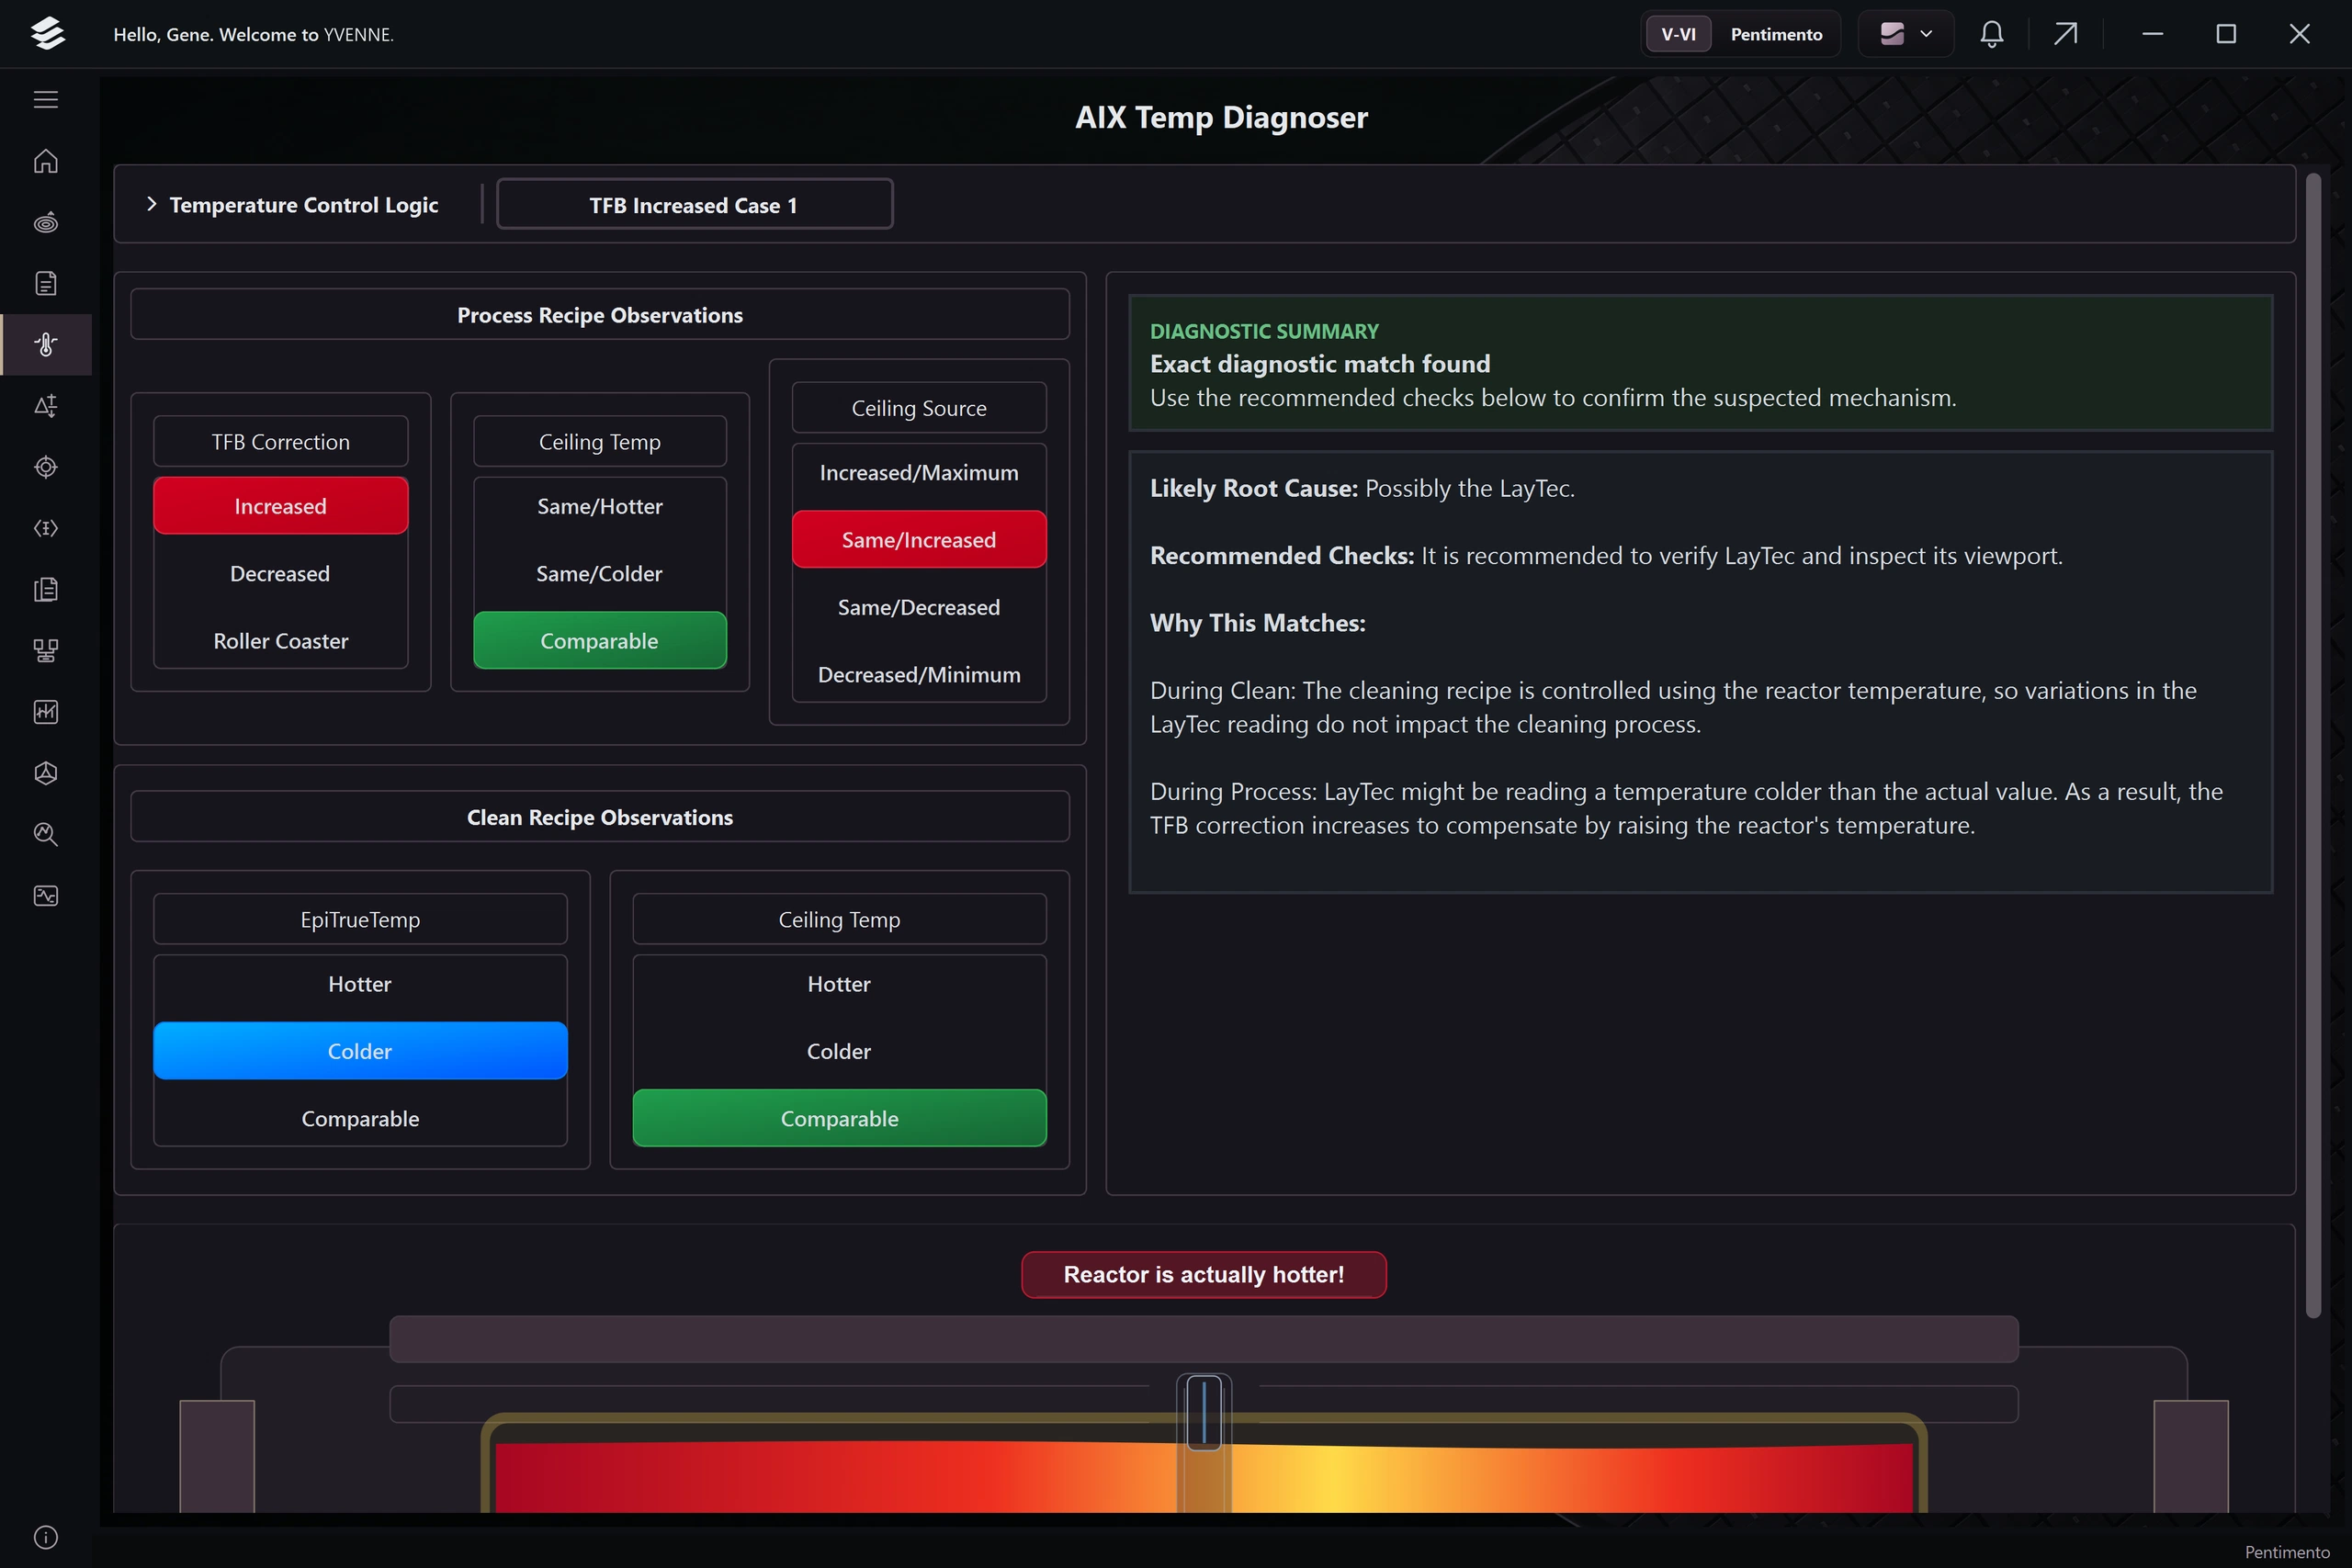 Hello, Gene. Welcome to YVENNE.
V-VI
Pentimento
AIX Temp Diagnoser
Temperature Control Logic
TFB Increased Case 1
Process Recipe Observations
TFB Correction
Increased
Decreased
Roller Coaster
Ceiling Temp
Same/Hotter
Same/Colder
Comparable
Ceiling Source
Increased/Maximum
Same/Increased
Same/Decreased
Decreased/Minimum
Clean Recipe Observations
EpiTrueTemp
Hotter
Colder
Comparable
Ceiling Temp
Hotter
Colder
Comparable
DIAGNOSTIC SUMMARY
Exact diagnostic match found
Use the recommended checks below to confirm the suspected mechanism.
Likely Root Cause: Possibly the LayTec.
Recommended Checks: It is recommended to verify LayTec and inspect its viewport.
Why This Matches:
During Clean: The cleaning recipe is controlled using the reactor temperature, so variations in the
LayTec reading do not impact the cleaning process.
During Process: LayTec might be reading a temperature colder than the actual value. As a result, the
TFB correction increases to compensate by raising the reactor's temperature.
Reactor is actually hotter!
Pentimento